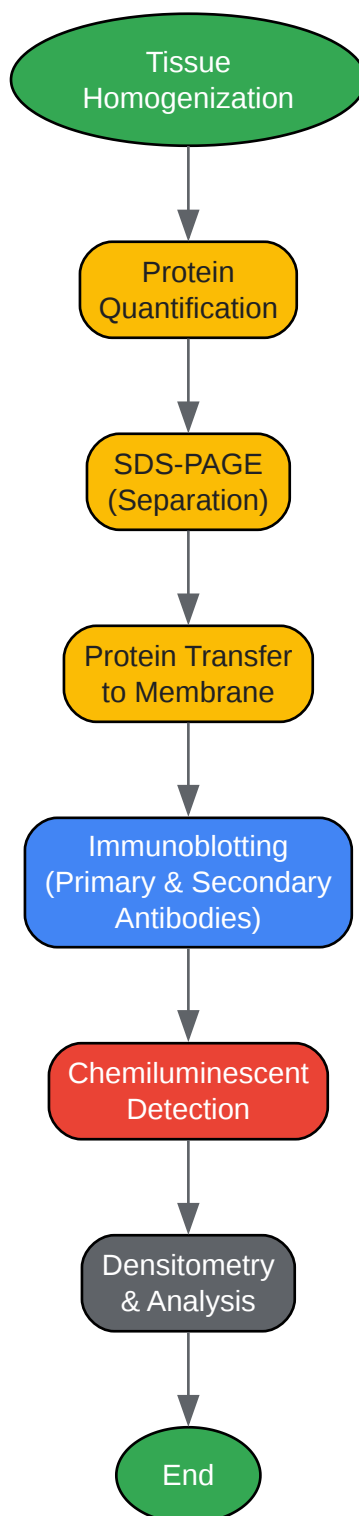 Tissue
Homogenization
Protein
Quantification
SDS-PAGE
(Separation)
Protein Transfer
to Membrane
Immunoblotting
(Primary & Secondary
Antibodies)
Chemiluminescent
Detection
Densitometry
& Analysis
End